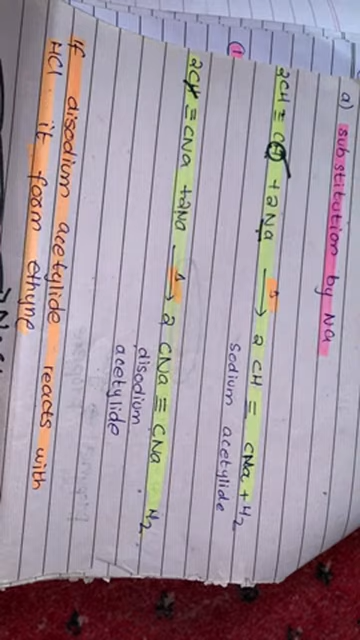 a) substitution by Na
① 2CH ≡ CH + 2Na → 2 CH ≡ CNa + H2
sodium acetylide
2CH ≡ CNa + 2Na → 2 CNa ≡ CNa + H2.
disodium
acetylide
If disodium acetylide reacts with
HCl. it form ethyne